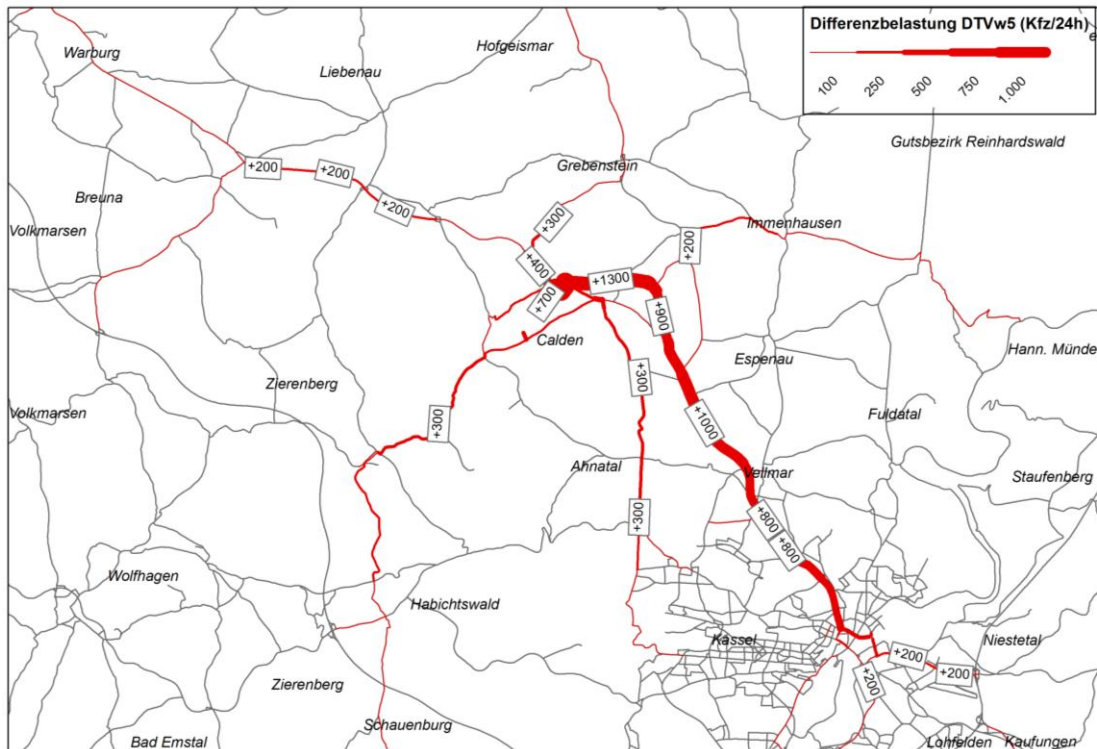 Differenzbelastung DTVw5 (Kfz/24h)
100 250 500 750 1.000
e
Warburg
Hofgeismar
Liebenau
Gutsbezirk Reinhardswald
Grebenstein
+200
+200
Breuna
+200
+300
Immenhausen
Volkmarsen
+200
+400
+1300
+700
+900
Calden
Espenau
Hann. Münde
Zierenberg
+300
Volkmarsen
+300
+1000
Fuldatal
Ahnatal
Vellmar
Staufenberg
+300
+800
+800
Wolfhagen
Habichtswald
Kassel
Niestetal
+200
+200
+200
Zierenberg
Schauenburg
Bad Emstal
Lohfelden
Kaufungen